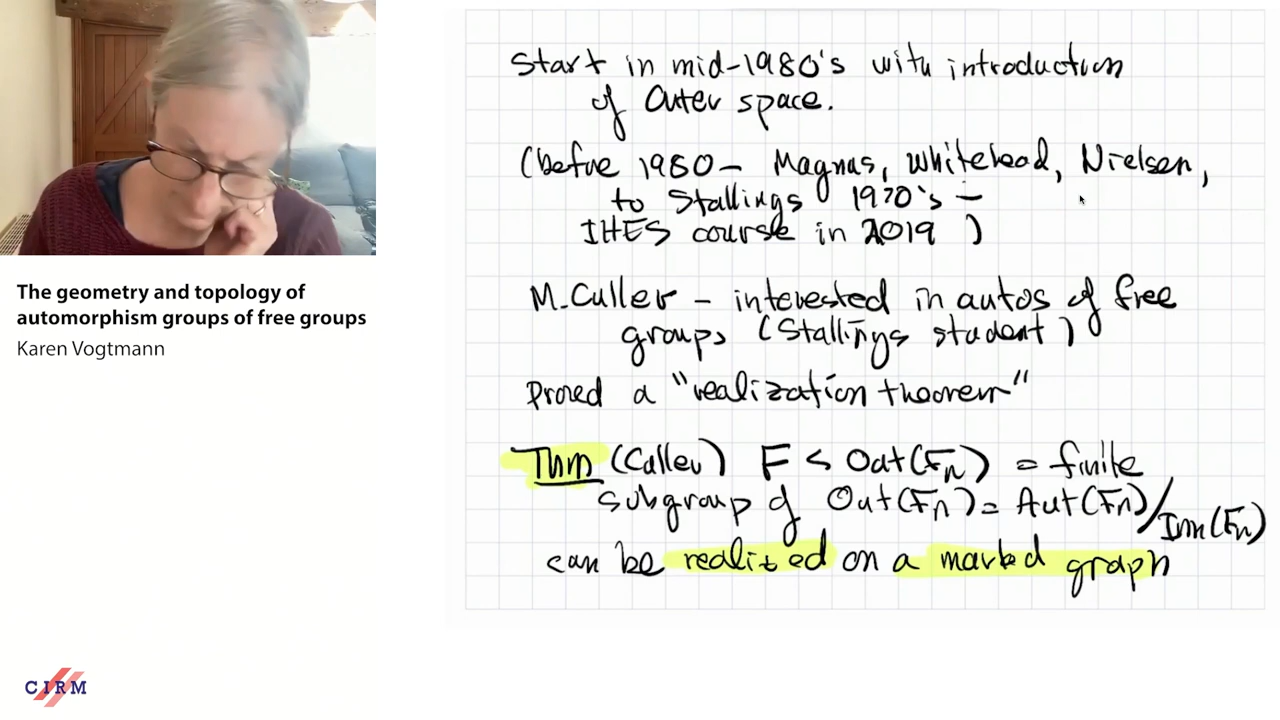 Start in mid-1980's with introduction
of Outer space.
(before 1980 - Magnus, Whitehead, Nielsen,
to Stallings 1970's -
IHES course in 2019 )
M. Culler - interested in autos of free
groups (Stallings student)
Proved a "realization theorem"
Thm (Culler) F < Out(Fn) = finite
subgroup of Out(Fn) = Aut(Fn)/Inn(Fn)
can be realized on a marked graph
The geometry and topology of
automorphism groups of free groups
Karen Vogtmann
CIRM